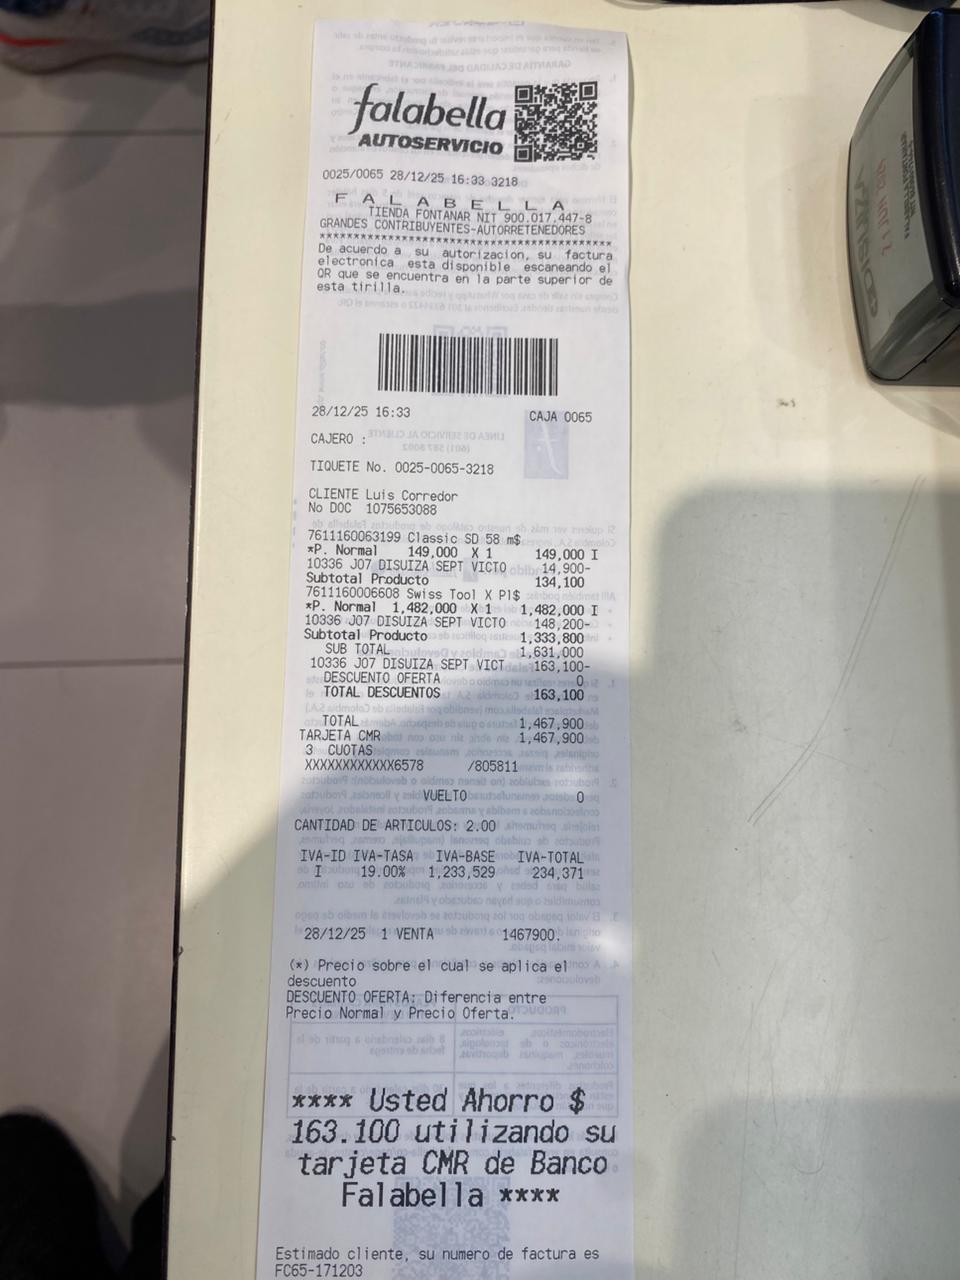 falabella
AUTOSERVICIO
0025/0065 28/12/25 16:33 3218
F A L A B E L L A
TIENDA FONTANAR NIT 900.017.447-8
GRANDES CONTRIBUYENTES-AUTORRETENEDORES
******************************************
De acuerdo a su autorizacion, su factura
electronica esta disponible escaneando el
QR que se encuentra en la parte superior de
esta tirilla.
28/12/25 16:33 CAJA 0065
CAJERO :
TIQUETE No. 0025-0065-3218
CLIENTE Luis Corredor
No DOC 1075653088
7611160063199 Classic SD 58 m$
*P. Normal 149,000 X 1 149,000 I
10336 J07 DISUIZA SEPT VICTO 14,900-
Subtotal Producto 134,100
7611160006608 Swiss Tool X Pl$
*P. Normal 1,482,000 X 1 1,482,000 I
10336 J07 DISUIZA SEPT VICTO 148,200-
Subtotal Producto 1,333,800
SUB TOTAL 1,631,000
10336 J07 DISUIZA SEPT VICT 163,100-
DESCUENTO OFERTA 0
TOTAL DESCUENTOS 163,100
TOTAL 1,467,900
TARJETA CMR 1,467,900
3 CUOTAS
XXXXXXXXXXXX6578 /805811
VUELTO 0
CANTIDAD DE ARTICULOS: 2.00
IVA-ID IVA-TASA IVA-BASE IVA-TOTAL
I 19.00% 1,233,529 234,371
28/12/25 1 VENTA 1467900.
(*) Precio sobre el cual se aplica el
descuento
DESCUENTO OFERTA: Diferencia entre
Precio Normal y Precio Oferta.
**** Usted Ahorro $
163.100 utilizando su
tarjeta CMR de Banco
Falabella ****
Estimado cliente, su numero de factura es
FC65-171203